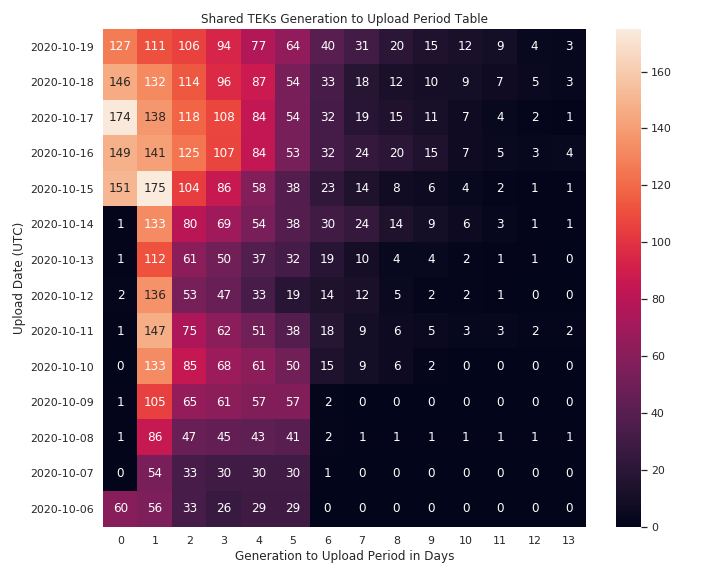 Shared TEKs Generation to Upload Period Table
2020-10-19 127 111 106 94 77 64 40 31 20 15 12 9 4 3
2020-10-18 146 132 114 96 87 54 33 18 12 10 9 7 5 3
2020-10-17 174 138 118 108 84 54 32 19 15 11 7 4 2 1
2020-10-16 149 141 125 107 84 53 32 24 20 15 7 5 3 4
2020-10-15 151 175 104 86 58 38 23 14 8 6 4 2 1 1
2020-10-14 1 133 80 69 54 38 30 24 14 9 6 3 1 1
2020-10-13 1 112 61 50 37 32 19 10 4 4 2 1 1 0
2020-10-12 2 136 53 47 33 19 14 12 5 2 2 1 0 0
2020-10-11 1 147 75 62 51 38 18 9 6 5 3 3 2 2
2020-10-10 0 133 85 68 61 50 15 9 6 2 0 0 0 0
2020-10-09 1 105 65 61 57 57 2 0 0 0 0 0 0 0
2020-10-08 1 86 47 45 43 41 2 1 1 1 1 1 1 1
2020-10-07 0 54 33 30 30 30 1 0 0 0 0 0 0 0
2020-10-06 60 56 33 26 29 29 0 0 0 0 0 0 0 0
0 1 2 3 4 5 6 7 8 9 10 11 12 13
Generation to Upload Period in Days
Upload Date (UTC)
160
140
120
100
80
60
40
20
0